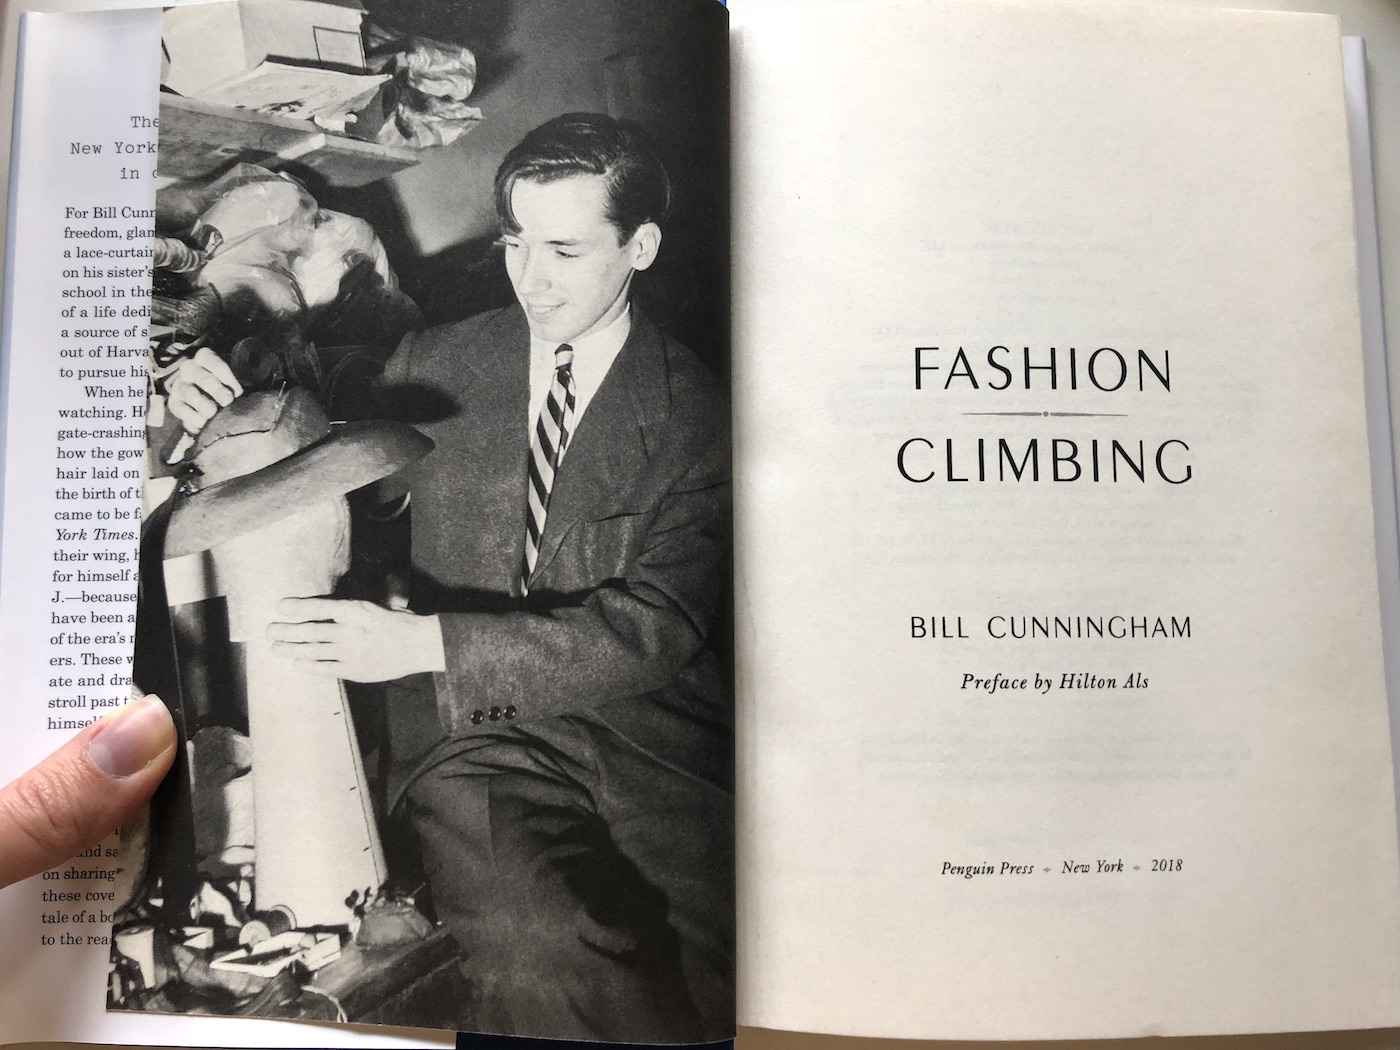 The
New York
in
For Bill Cunn
freedom, glam
a lace-curtain
on his sister's
school in the
of a life dedi
a source of s
out of Harva
to pursue his
When he
watching. He
gate-crashing
how the gow
hair laid on
the birth of t
came to be f
York Times.
their wing, h
for himself a
J.—because
have been a
of the era's
ers. These w
ate and dra
stroll past t
himself
and sa
on sharing
these cove
tale of a bo
to the rea
FASHION
CLIMBING
BILL CUNNINGHAM
Preface by Hilton Als
Penguin Press New York 2018